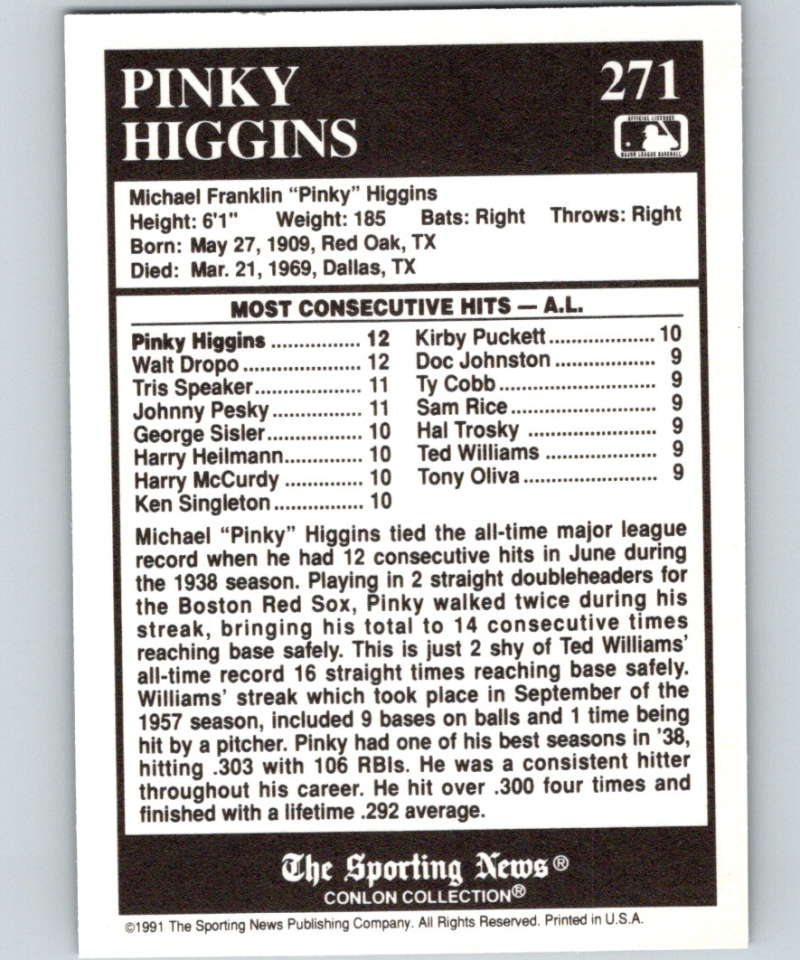 PINKY 271
HIGGINS
OFFICIAL LICENSEE
MAJOR LEAGUE BASEBALL
Michael Franklin "Pinky" Higgins
Height: 6'1" Weight: 185 Bats: Right Throws: Right
Born: May 27, 1909, Red Oak, TX
Died: Mar. 21, 1969, Dallas, TX
MOST CONSECUTIVE HITS — A.L.
Pinky Higgins ................ 12
Walt Dropo ..................... 12
Tris Speaker................... 11
Johnny Pesky ................ 11
George Sisler................. 10
Harry Heilmann.............. 10
Harry McCurdy .............. 10
Ken Singleton................ 10
Kirby Puckett................... 10
Doc Johnston .................. 9
Ty Cobb............................ 9
Sam Rice.......................... 9
Hal Trosky ....................... 9
Ted Williams .................... 9
Tony Oliva........................ 9
Michael "Pinky" Higgins tied the all-time major league
record when he had 12 consecutive hits in June during
the 1938 season. Playing in 2 straight doubleheaders for
the Boston Red Sox, Pinky walked twice during his
streak, bringing his total to 14 consecutive times
reaching base safely. This is just 2 shy of Ted Williams'
all-time record 16 straight times reaching base safely.
Williams' streak which took place in September of the
1957 season, included 9 bases on balls and 1 time being
hit by a pitcher. Pinky had one of his best seasons in '38,
hitting .303 with 106 RBIs. He was a consistent hitter
throughout his career. He hit over .300 four times and
finished with a lifetime .292 average.
The Sporting News®
CONLON COLLECTION®
©1991 The Sporting News Publishing Company. All Rights Reserved. Printed in U.S.A.